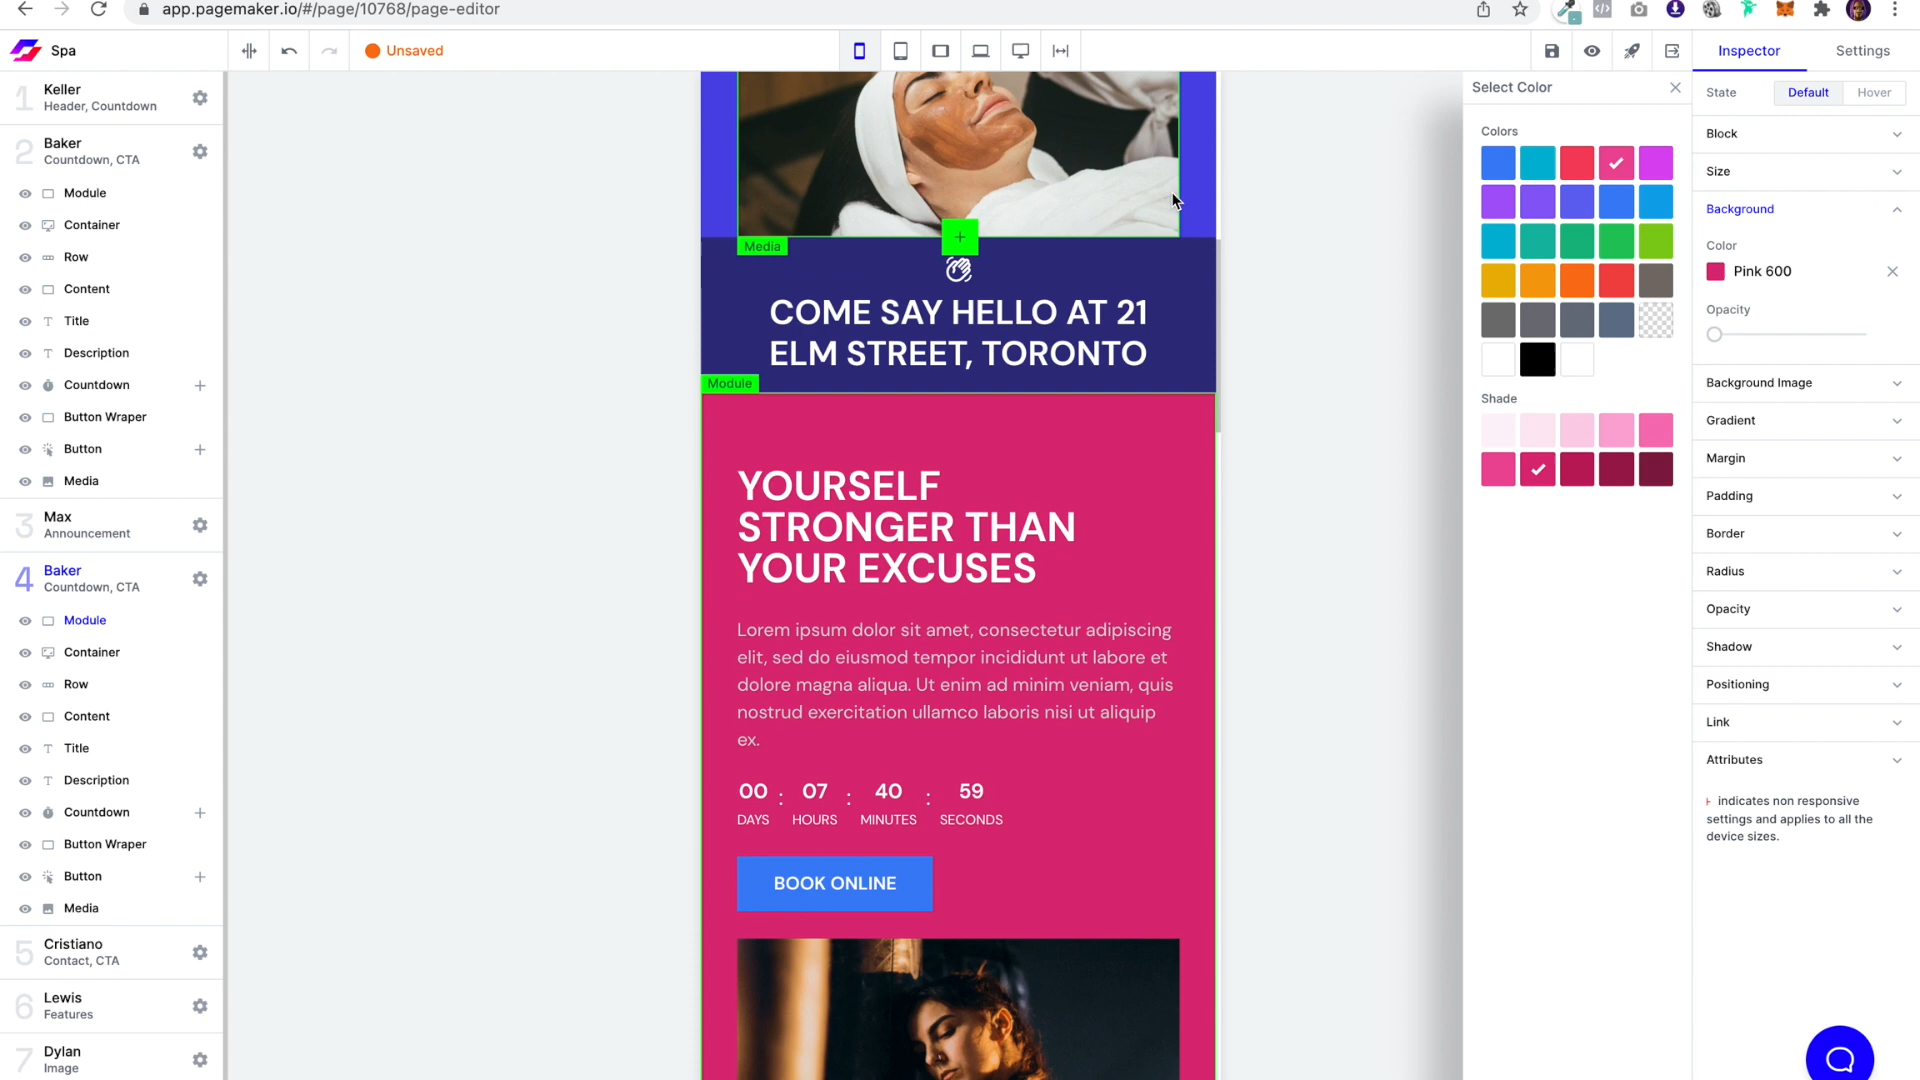 app.pagemaker.io/#/page/10768/page-editor
Spa
Unsaved
Inspector
Settings
1 Keller
Header, Countdown
2 Baker
Countdown, CTA
Module
Container
Row
Content
Title
Description
Countdown
Button Wraper
Button
Media
3 Max
Announcement
4 Baker
Countdown, CTA
Module
Container
Row
Content
Title
Description
Countdown
Button Wraper
Button
Media
5 Cristiano
Contact, CTA
6 Lewis
Features
7 Dylan
Image
Media
COME SAY HELLO AT 21
ELM STREET, TORONTO
Module
YOURSELF
STRONGER THAN
YOUR EXCUSES
Lorem ipsum dolor sit amet, consectetur adipiscing
elit, sed do eiusmod tempor incididunt ut labore et
dolore magna aliqua. Ut enim ad minim veniam, quis
nostrud exercitation ullamco laboris nisi ut aliquip
ex.
00 : 07 : 40 : 59
DAYS HOURS MINUTES SECONDS
BOOK ONLINE
Select Color
Colors
Shade
State
Default
Hover
Block
Size
Background
Color
Pink 600
Opacity
Background Image
Gradient
Margin
Padding
Border
Radius
Opacity
Shadow
Positioning
Link
Attributes
indicates non responsive
settings and applies to all the
device sizes.